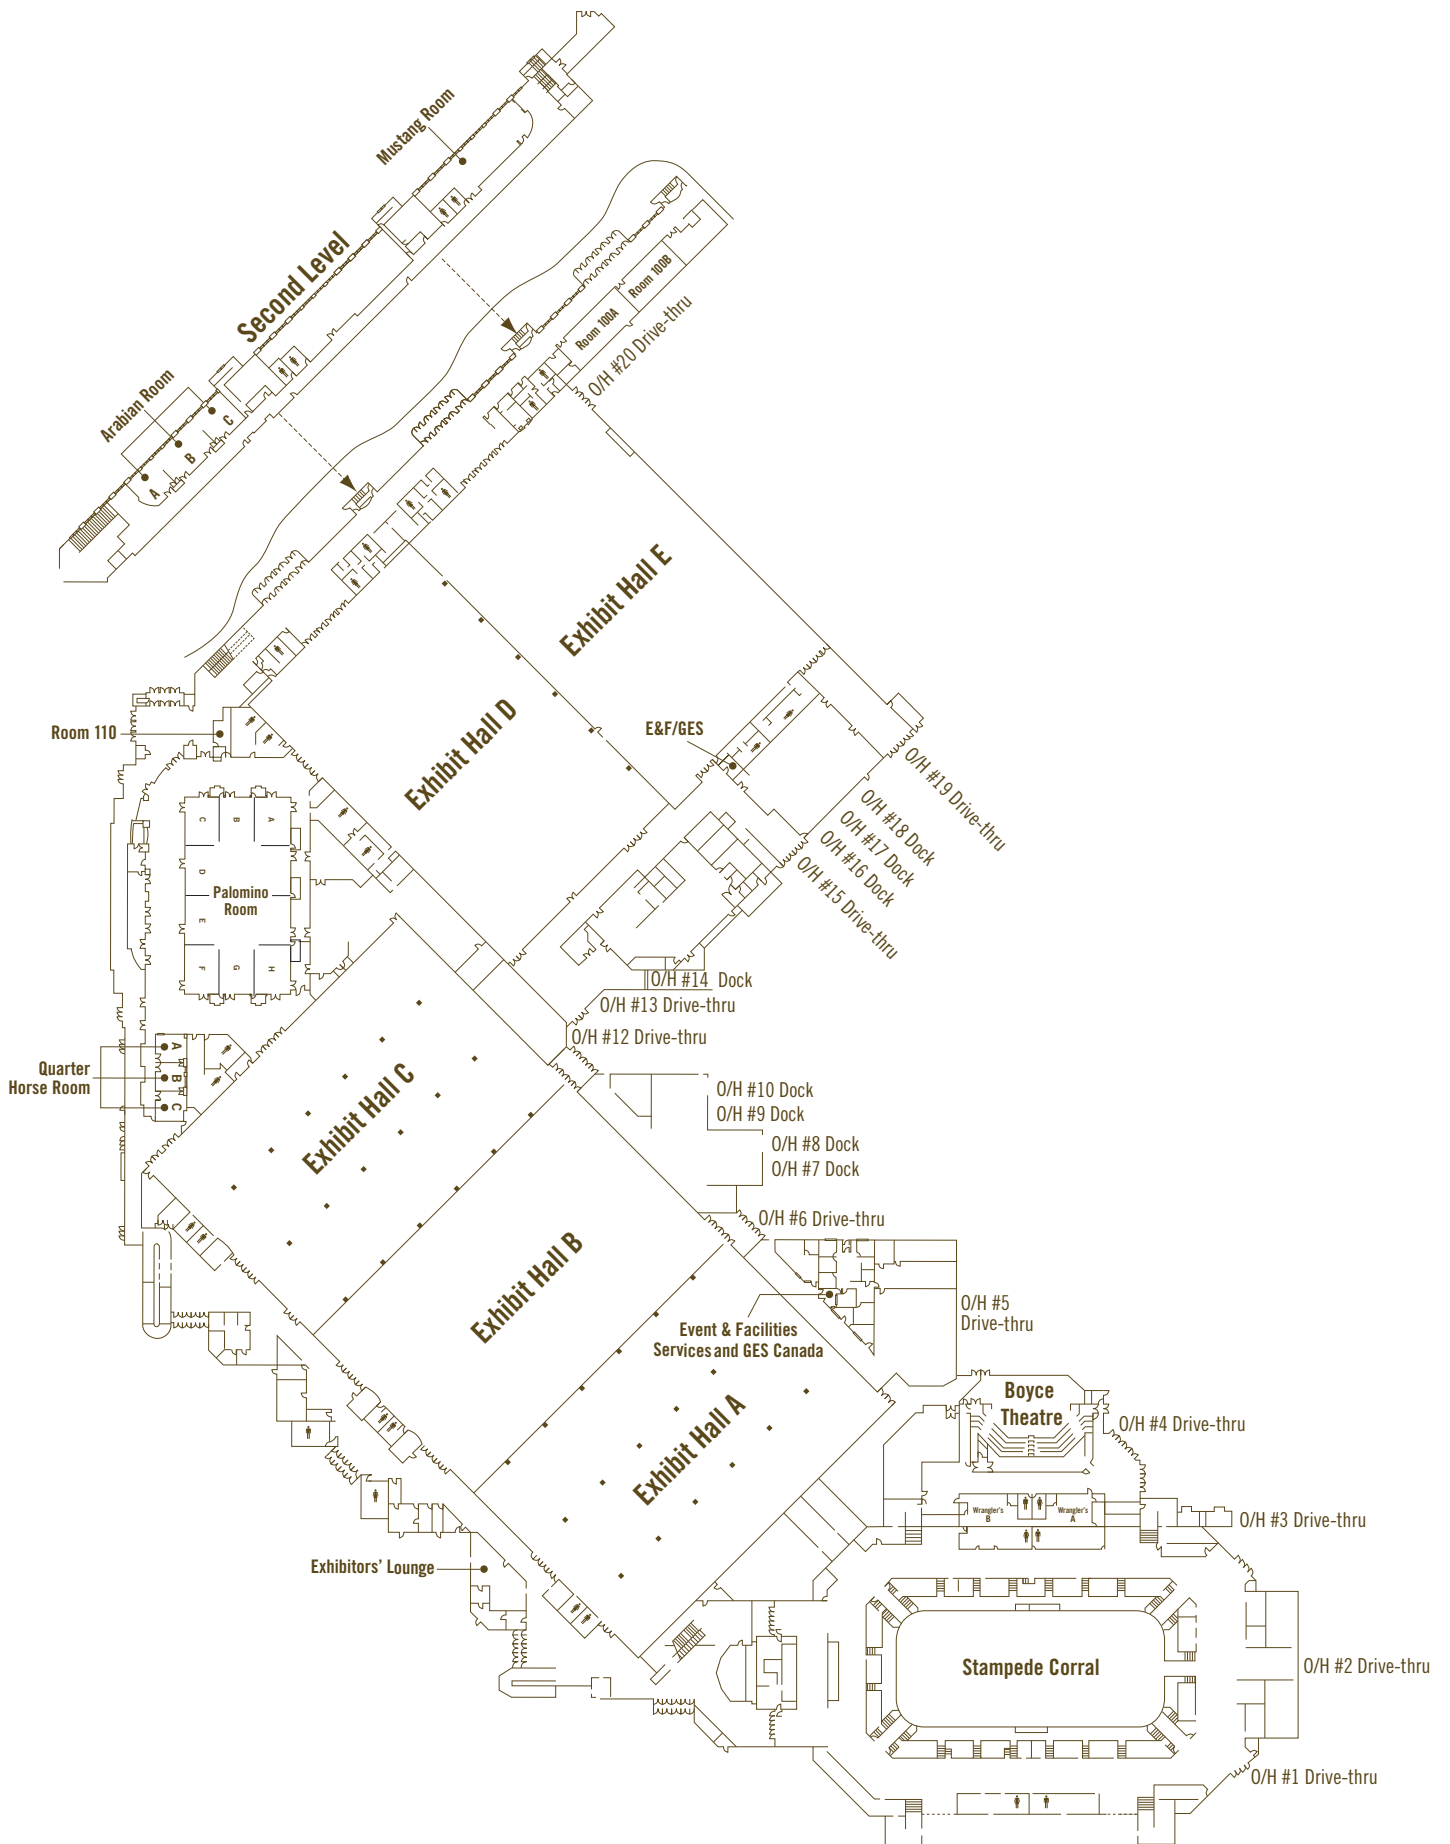 Mustang Room
Second Level
Arabian Room
A
B
C
Room 100B
Room 100A
O/H #20 Drive-thru
Exhibit Hall E
Exhibit Hall D
E&F/GES
Room 110
O/H #19 Drive-thru
O/H #18 Dock
O/H #17 Dock
O/H #16 Dock
O/H #15 Drive-thru
C
B
A
D
Palomino
Room
E
F
G
H
O/H #14 Dock
O/H #13 Drive-thru
O/H #12 Drive-thru
Quarter
Horse Room
A
B
C
Exhibit Hall C
O/H #10 Dock
O/H #9 Dock
O/H #8 Dock
O/H #7 Dock
O/H #6 Drive-thru
Exhibit Hall B
Event & Facilities
Services and GES Canada
O/H #5
Drive-thru
Exhibit Hall A
Boyce
Theatre
O/H #4 Drive-thru
Wrangler's
B
Wrangler's
A
O/H #3 Drive-thru
Exhibitors' Lounge
Stampede Corral
O/H #2 Drive-thru
O/H #1 Drive-thru